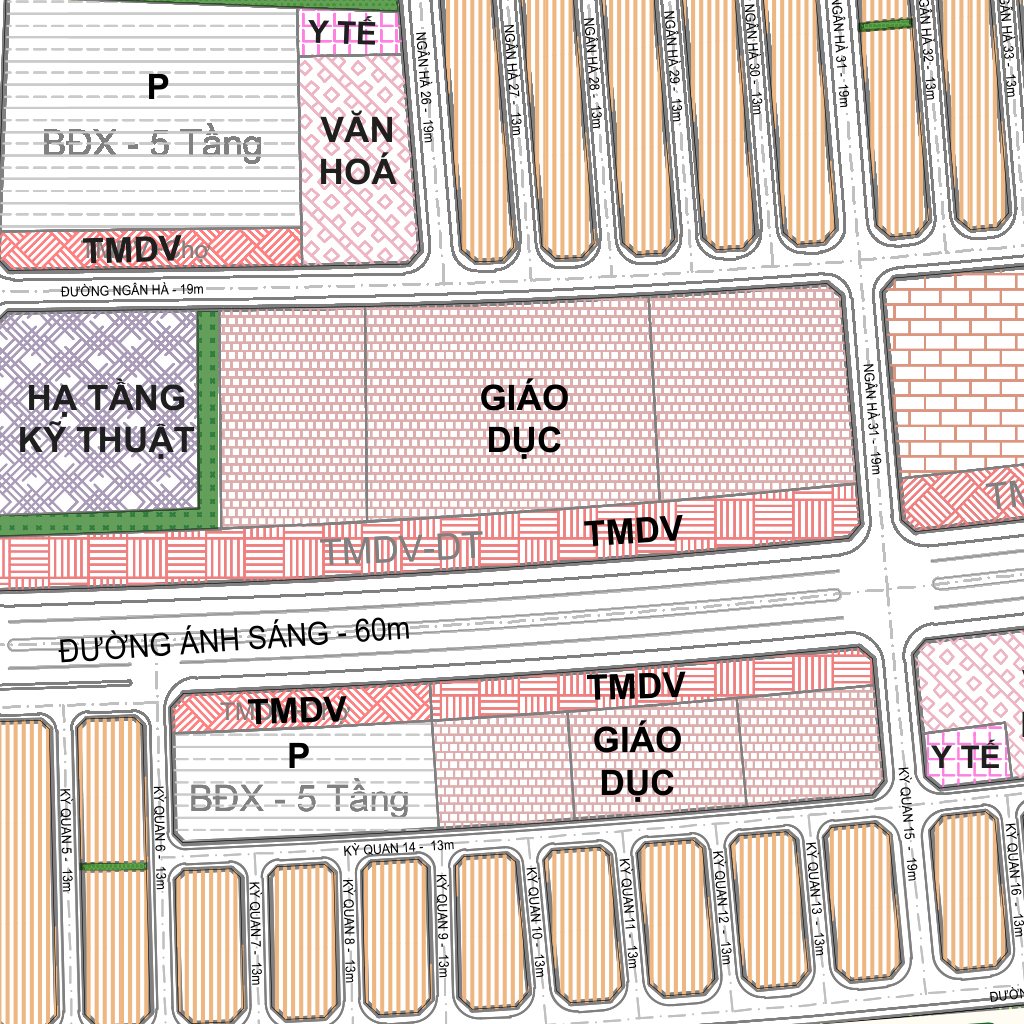 Y TẾ
P
BĐX - 5 Tầng
VĂN
HOÁ
TMDV
NGÂN HÀ 26 - 19m
NGÂN HÀ 27 - 13m
NGÂN HÀ 28 - 13m
NGÂN HÀ 29 - 13m
NGÂN HÀ 30 - 13m
NGÂN HÀ 31 - 19m
NGÂN HÀ 32 - 13m
NGÂN HÀ 33 - 13m
ĐƯỜNG NGÂN HÀ - 19m
HẠ TẦNG
KỸ THUẬT
GIÁO
DỤC
NGÂN HÀ 31 - 19m
TMDV-DT
TMDV
ĐƯỜNG ÁNH SÁNG - 60m
TMDV
TMDV
P
BĐX - 5 Tầng
GIÁO
DỤC
Y TẾ
KỲ QUAN 5 - 13m
KỲ QUAN 6 - 13m
KỲ QUAN 14 - 13m
KỲ QUAN 15 - 19m
KỲ QUAN 7 - 13m
KỲ QUAN 8 - 13m
KỲ QUAN 9 - 13m
KỲ QUAN 10 - 13m
KỲ QUAN 11 - 13m
KỲ QUAN 12 - 13m
KỲ QUAN 13 - 13m
KỲ QUAN 16 - 13m